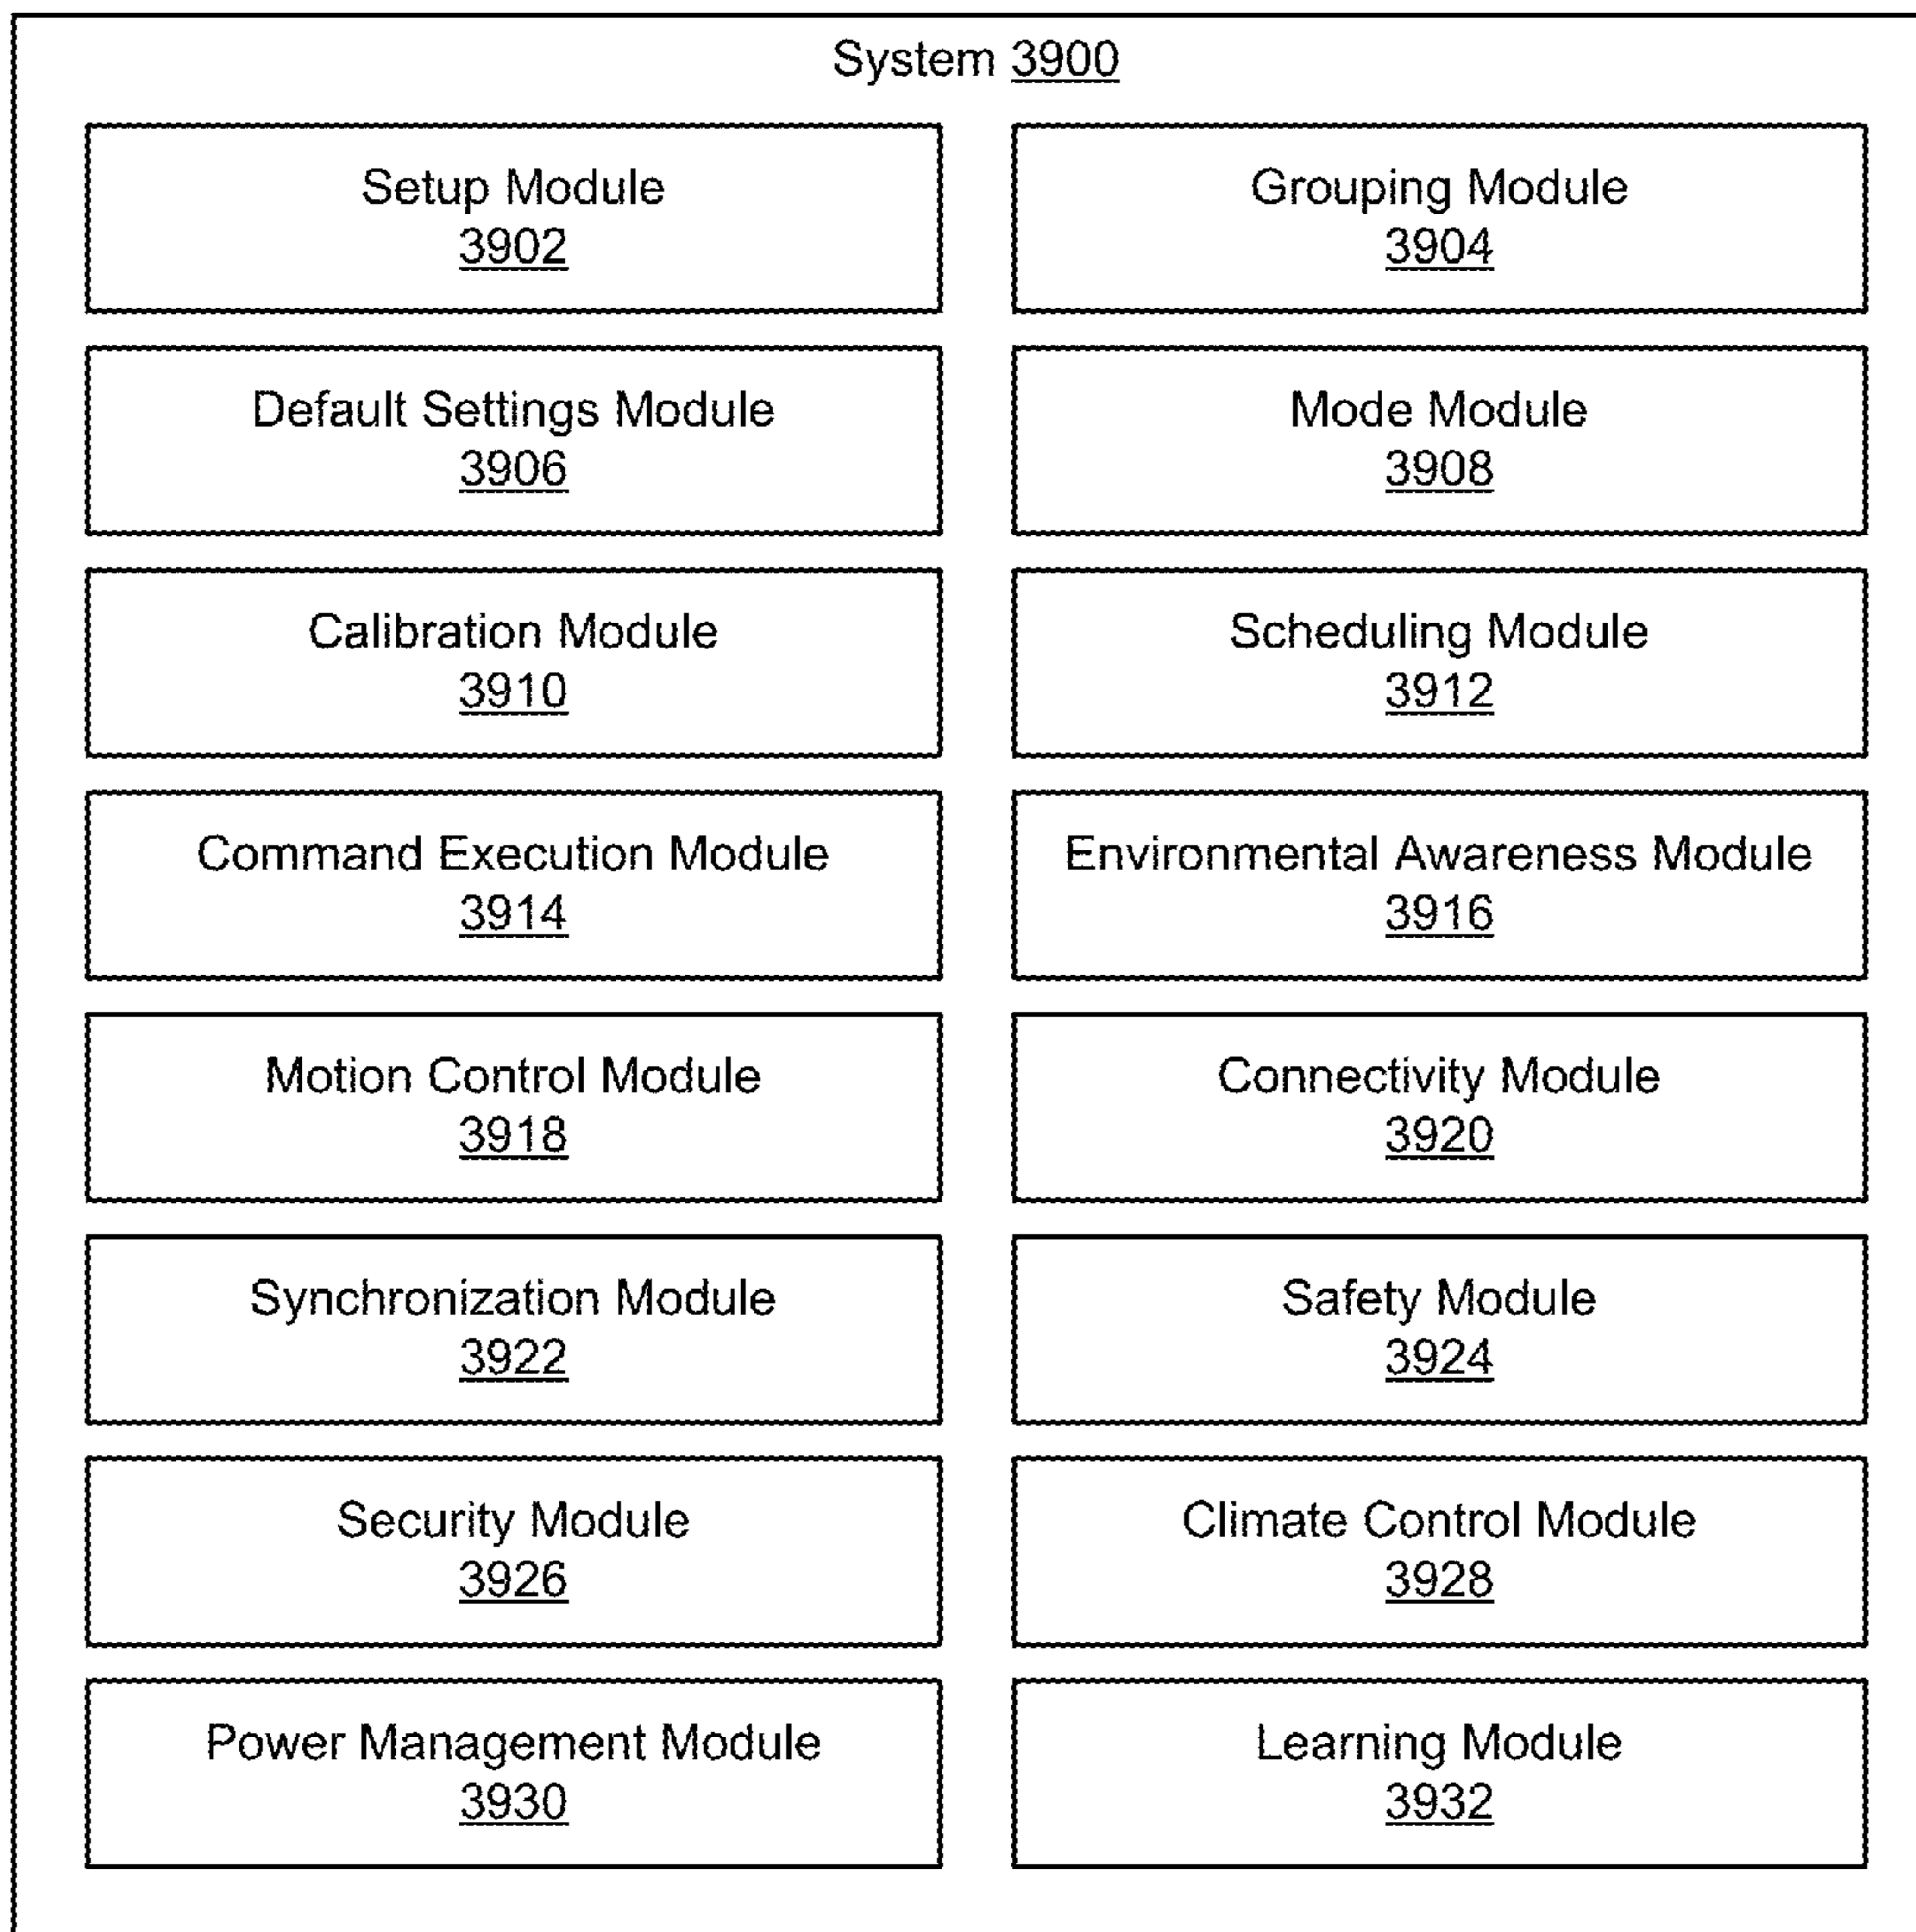 System 3900
Setup Module
3902
Grouping Module
3904
Default Settings Module
3906
Mode Module
3908
Calibration Module
3910
Scheduling Module
3912
Command Execution Module
3914
Environmental Awareness Module
3916
Motion Control Module
3918
Connectivity Module
3920
Synchronization Module
3922
Safety Module
3924
Security Module
3926
Climate Control Module
3928
Power Management Module
3930
Learning Module
3932